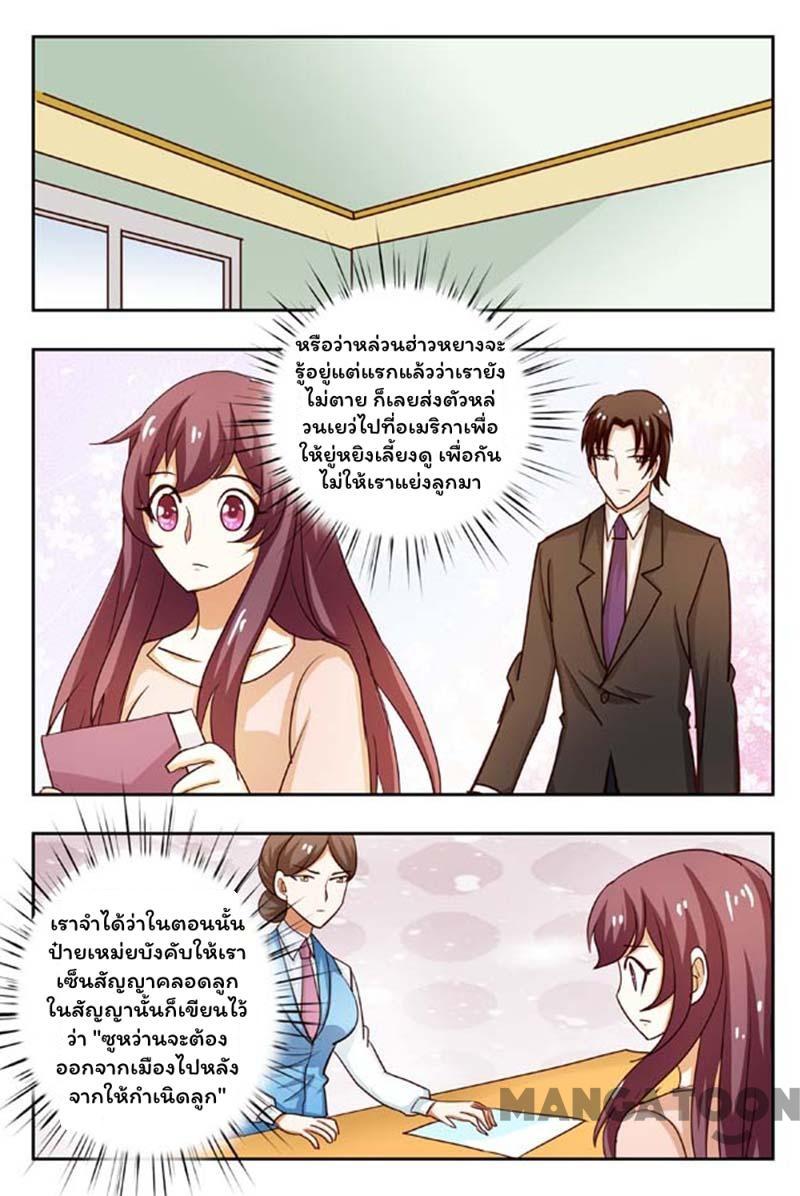 หรือว่าหล่วนฮ่าวหยางจะ
รู้อยู่แต่แรกแล้วว่าเรายัง
ไม่ตาย ก็เลยส่งตัวหล่
วนเยว่ไปที่อเมริกาเพื่อ
ให้ยู่หยิงเลี้ยงดู เพื่อกัน
ไม่ให้เราแย่งลูกมา
เราจำได้ว่าในตอนนั้น
ป๋ายเหม่ยบังคับให้เรา
เซ็นสัญญาคลอดลูก
ในสัญญานั้นก็เขียนไว้
ว่า "ซูหว่านจะต้อง
ออกจากเมืองไปหลัง
จากให้กำเนิดลูก"
MANGATOON